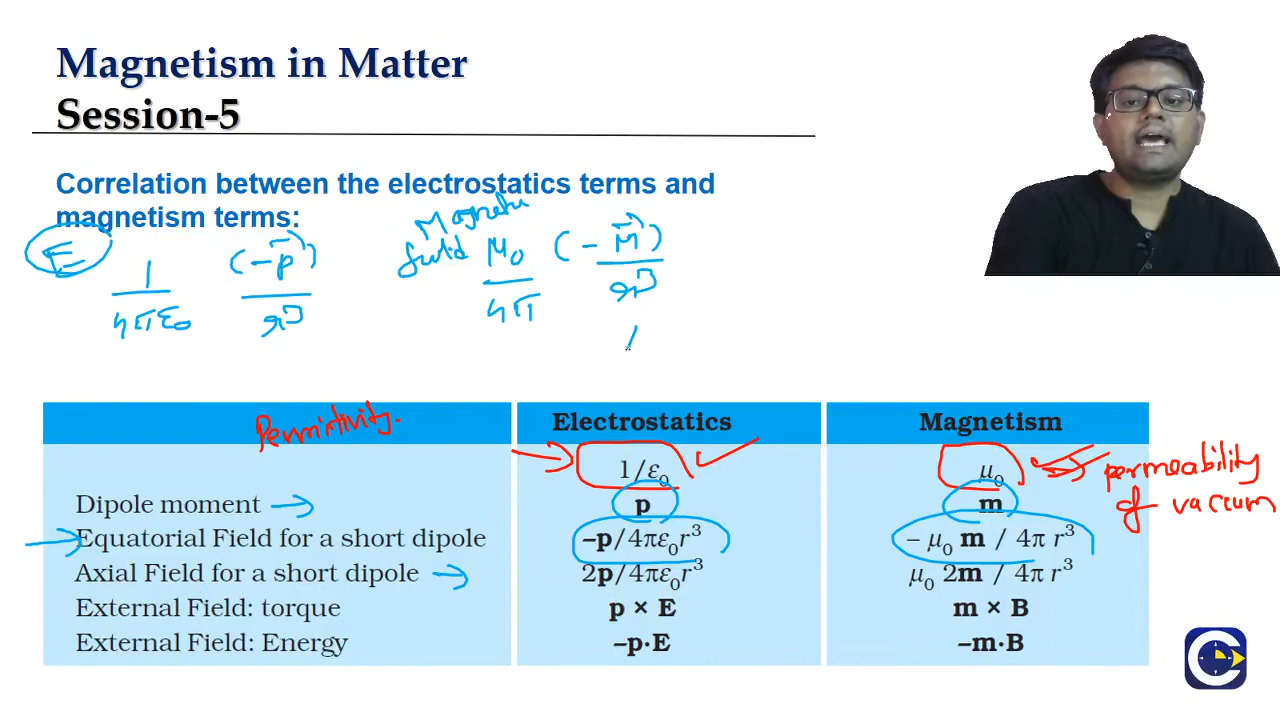 Magnetism in Matter
Session-5
Correlation between the electrostatics terms and
magnetism terms:
Magnetic
field
E
1 (-p⃗)
4πε₀ r³
μ₀ (-M⃗)
4π r³
Permittivity.
Electrostatics Magnetism
1/ε₀ μ₀
permeability
of vaccum
Dipole moment p m
Equatorial Field for a short dipole –p/4πε₀r³ – μ₀ m / 4π r³
Axial Field for a short dipole 2p/4πε₀r³ μ₀ 2m / 4π r³
External Field: torque p × E m × B
External Field: Energy –p·E –m·B